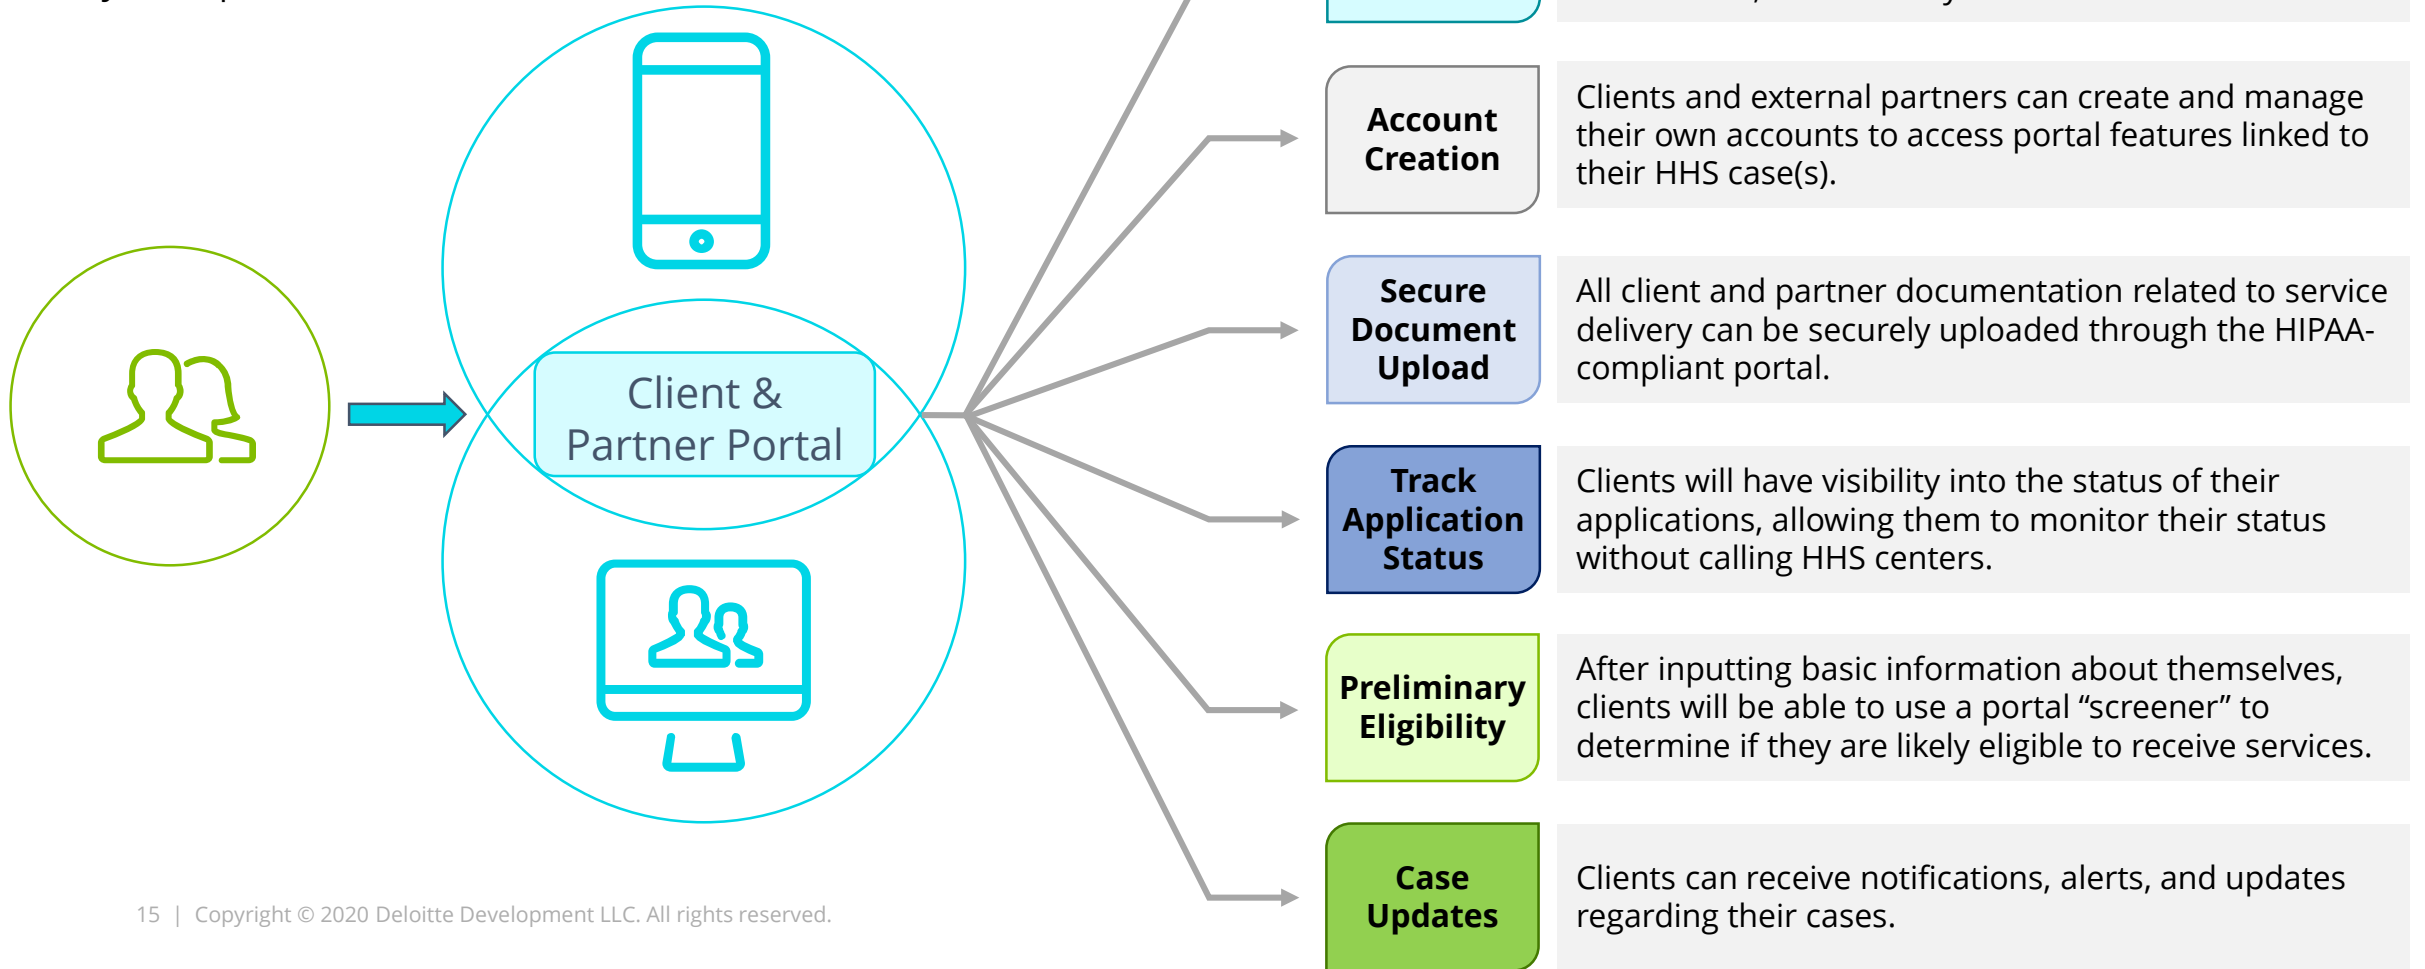 Account
Creation
Clients and external partners can create and manage
their own accounts to access portal features linked to
their HHS case(s).
Secure
Document
Upload
All client and partner documentation related to service
delivery can be securely uploaded through the HIPAA-
compliant portal.
Client &
Partner Portal
Track
Application
Status
Clients will have visibility into the status of their
applications, allowing them to monitor their status
without calling HHS centers.
Preliminary
Eligibility
After inputting basic information about themselves,
clients will be able to use a portal “screener” to
determine if they are likely eligible to receive services.
Case
Updates
Clients can receive notifications, alerts, and updates
regarding their cases.
15 | Copyright © 2020 Deloitte Development LLC. All rights reserved.